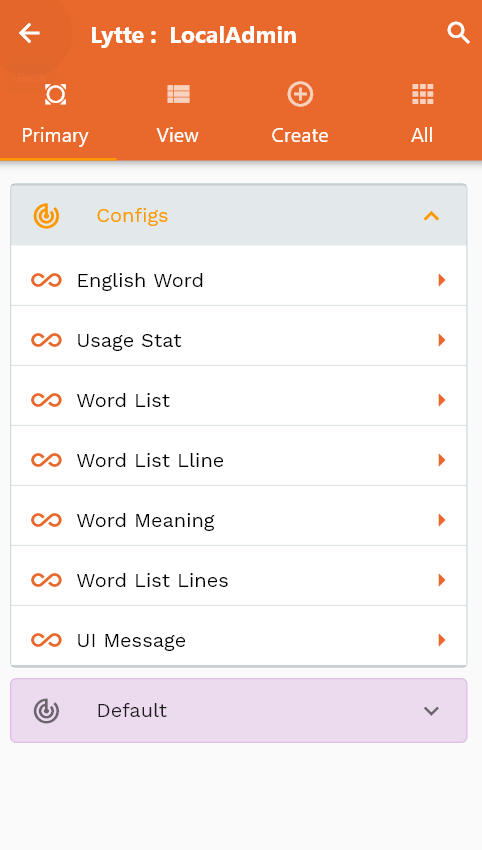 Lytte : LocalAdmin
Primary View Create All
Configs
English Word
Usage Stat
Word List
Word List Lline
Word Meaning
Word List Lines
UI Message
Default